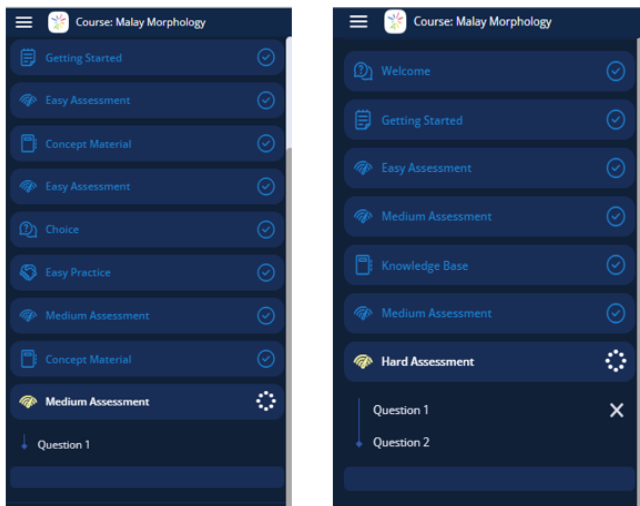 Course: Malay Morphology
Getting Started
Easy Assessment
Concept Material
Easy Assessment
Choice
Easy Practice
Medium Assessment
Concept Material
Medium Assessment
Question 1
Course: Malay Morphology
Welcome
Getting Started
Easy Assessment
Medium Assessment
Knowledge Base
Medium Assessment
Hard Assessment
Question 1
Question 2